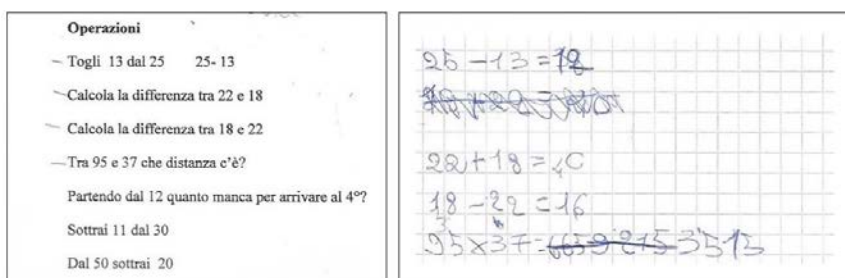 Operazioni
Togli 13 dal 25 25- 13
Calcola la differenza tra 22 e 18
Calcola la differenza tra 18 e 22
Tra 95 e 37 che distanza c'è?
Partendo dal 12 quanto manca per arrivare al 4°?
Sottrai 11 dal 30
Dal 50 sottrai 20
25 - 13 =
22 + 18 = 40
18 - 22 = 16
95 x 37 = 3515